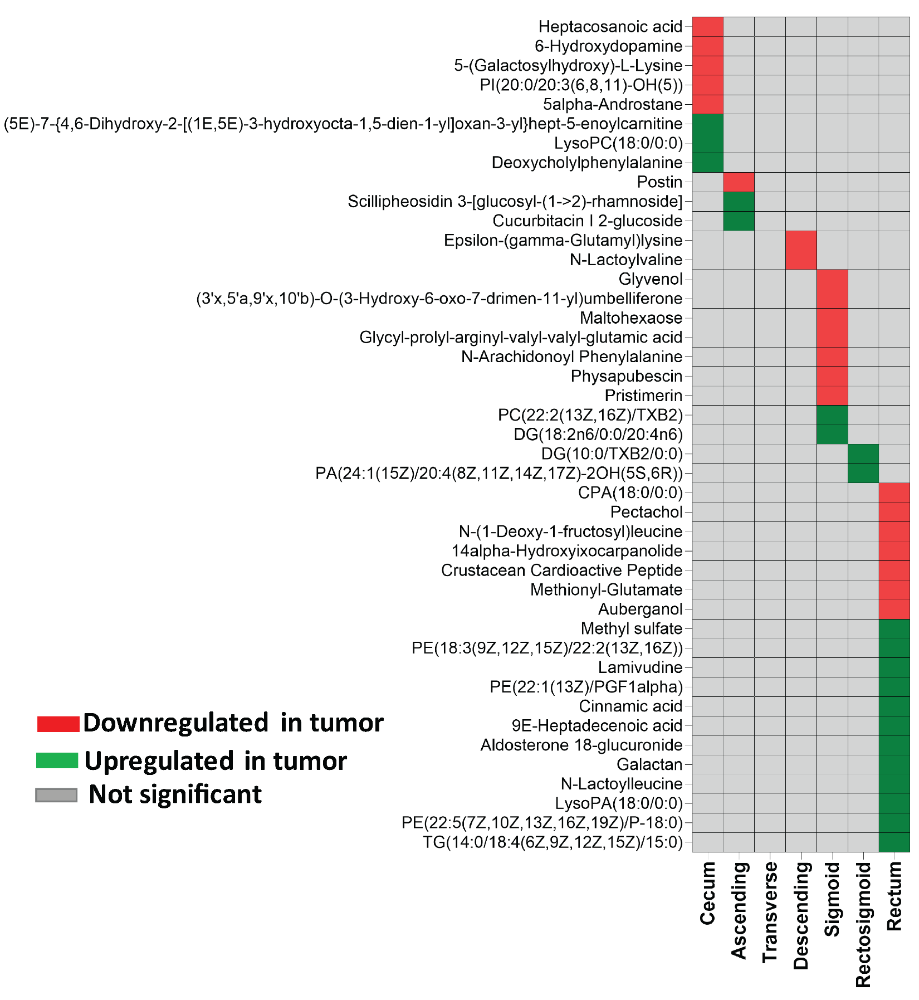 Heptacosanoic acid
6-Hydroxydopamine
5-(Galactosylhydroxy)-L-Lysine
PI(20:0/20:3(6,8,11)-OH(5))
5alpha-Androstane
(5E)-7-{4,6-Dihydroxy-2-[(1E,5E)-3-hydroxyocta-1,5-dien-1-yl]oxan-3-yl}hept-5-enoylcarnitine
LysoPC(18:0/0:0)
Deoxycholylphenylalanine
Postin
Scillipheosidin 3-[glucosyl-(1->2)-rhamnoside]
Cucurbitacin I 2-glucoside
Epsilon-(gamma-Glutamyl)lysine
N-Lactoylvaline
Glyvenol
(3'x,5'a,9'x,10'b)-O-(3-Hydroxy-6-oxo-7-drimen-11-yl)umbelliferone
Maltohexaose
Glycyl-prolyl-arginyl-valyl-valyl-glutamic acid
N-Arachidonoyl Phenylalanine
Physapubescin
Pristimerin
PC(22:2(13Z,16Z)/TXB2)
DG(18:2n6/0:0/20:4n6)
DG(10:0/TXB2/0:0)
PA(24:1(15Z)/20:4(8Z,11Z,14Z,17Z)-2OH(5S,6R))
CPA(18:0/0:0)
Pectachol
N-(1-Deoxy-1-fructosyl)leucine
14alpha-Hydroxyixocarpanolide
Crustacean Cardioactive Peptide
Methionyl-Glutamate
Auberganol
Methyl sulfate
PE(18:3(9Z,12Z,15Z)/22:2(13Z,16Z))
Lamivudine
PE(22:1(13Z)/PGF1alpha)
Cinnamic acid
9E-Heptadecenoic acid
Aldosterone 18-glucuronide
Galactan
N-Lactoylleucine
LysoPA(18:0/0:0)
PE(22:5(7Z,10Z,13Z,16Z,19Z)/P-18:0)
TG(14:0/18:4(6Z,9Z,12Z,15Z)/15:0)
Downregulated in tumor
Upregulated in tumor
Not significant
Cecum
Ascending
Transverse
Descending
Sigmoid
Rectosigmoid
Rectum